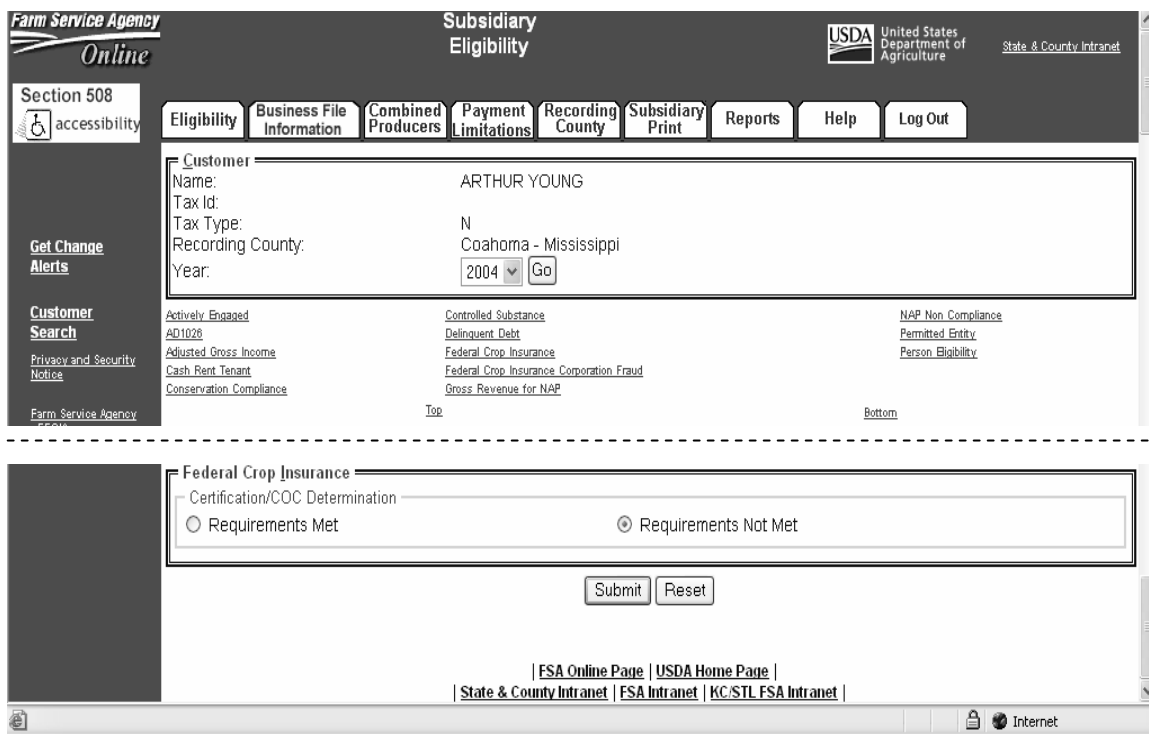 Farm Service Agency
Online
Subsidiary
Eligibility
USDA
United States
Department of
Agriculture
State & County Intranet
Section 508
accessibility
Eligibility
Business File
Information
Combined
Producers
Payment
Limitations
Recording
County
Subsidiary
Print
Reports
Help
Log Out
Customer
Name: ARTHUR YOUNG
Tax Id:
Tax Type: N
Recording County: Coahoma - Mississippi
Year: 2004 Go
Get Change
Alerts
Customer
Search
Privacy and Security
Notice
Farm Service Agency
Actively Engaged Controlled Substance NAP Non Compliance
AD1026 Delinquent Debt Permitted Entity
Adjusted Gross Income Federal Crop Insurance Person Eligibility
Cash Rent Tenant Federal Crop Insurance Corporation Fraud
Conservation Compliance Gross Revenue for NAP
Top Bottom
Federal Crop Insurance
Certification/COC Determination
Requirements Met Requirements Not Met
Submit Reset
| FSA Online Page | USDA Home Page |
| State & County Intranet | FSA Intranet | KC/STL FSA Intranet |
Internet